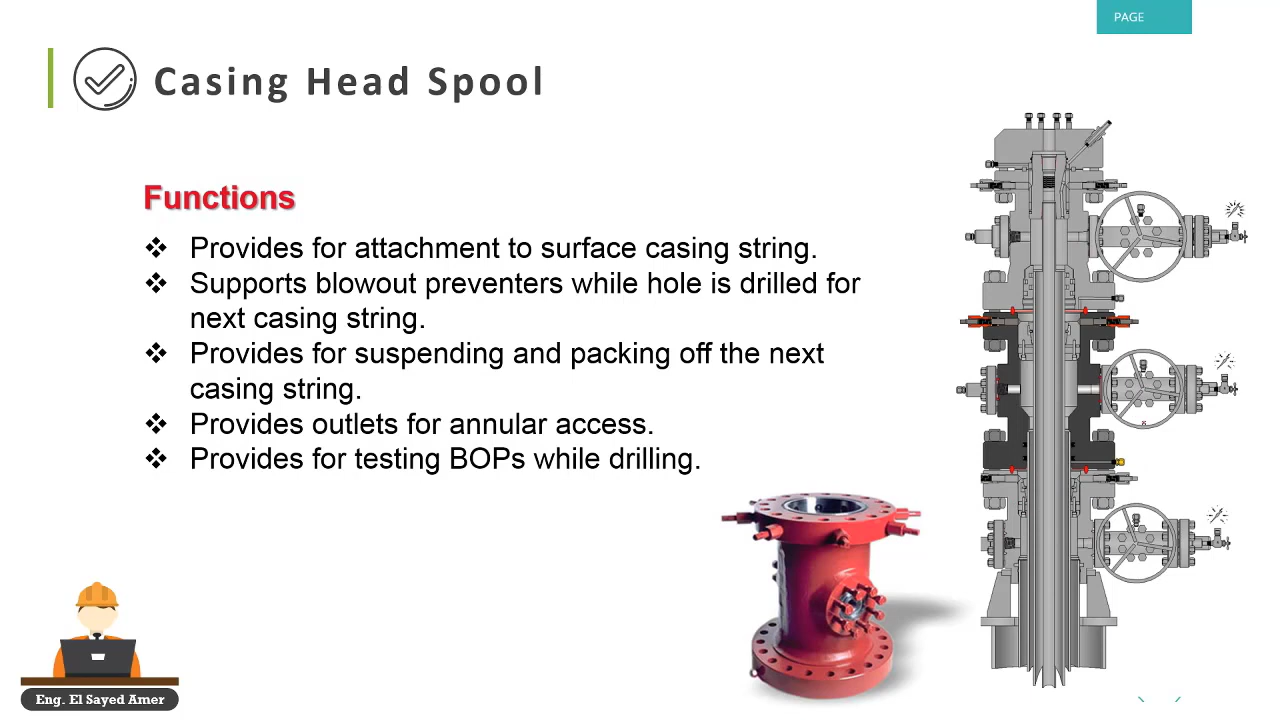 PAGE
Casing Head Spool
Functions
❖ Provides for attachment to surface casing string.
❖ Supports blowout preventers while hole is drilled for
next casing string.
❖ Provides for suspending and packing off the next
casing string.
❖ Provides outlets for annular access.
❖ Provides for testing BOPs while drilling.
Eng. El Sayed Amer